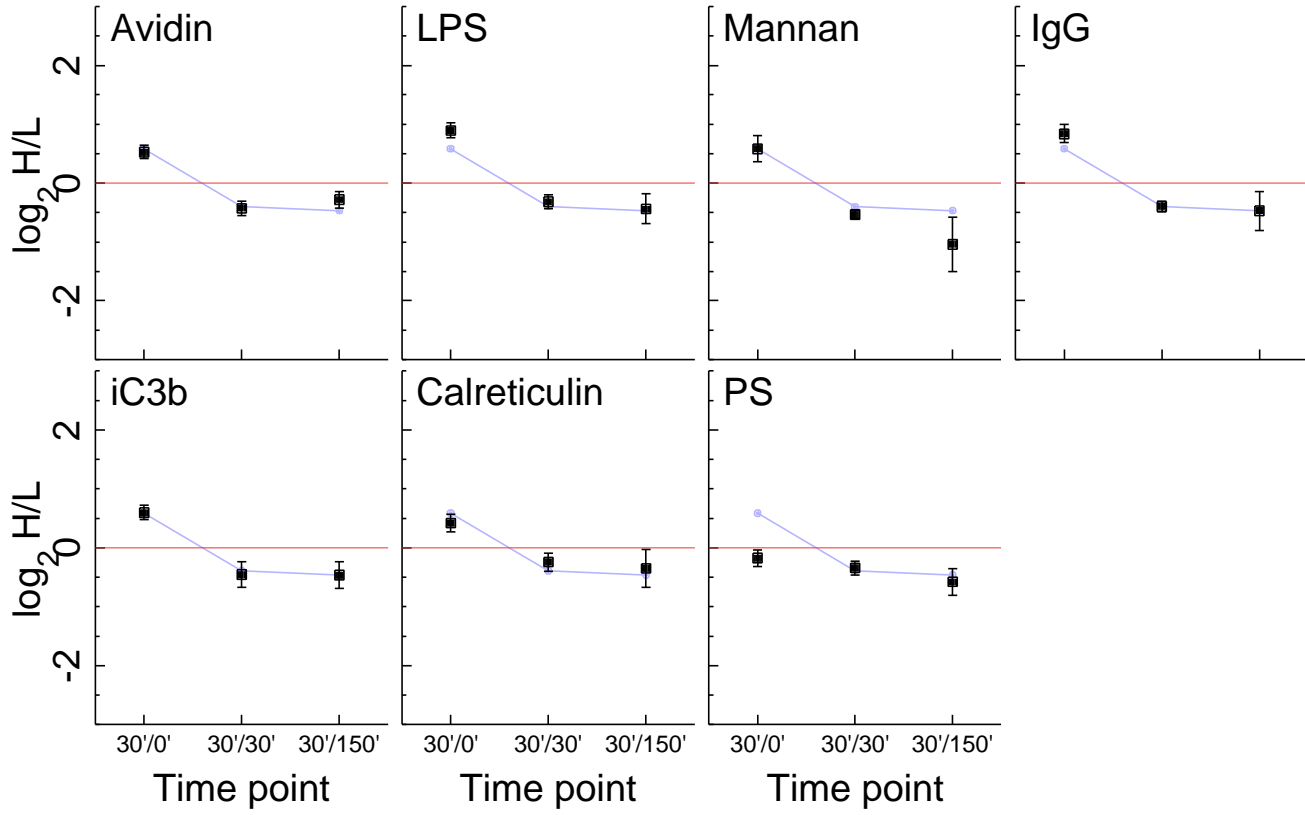 Avidin LPS Mannan IgG
2
0
-2
log2 H/L
iC3b Calreticulin PS
2
0
-2
log2 H/L
30'/0' 30'/30' 30'/150' 30'/0' 30'/30' 30'/150' 30'/0' 30'/30' 30'/150'
Time point Time point Time point